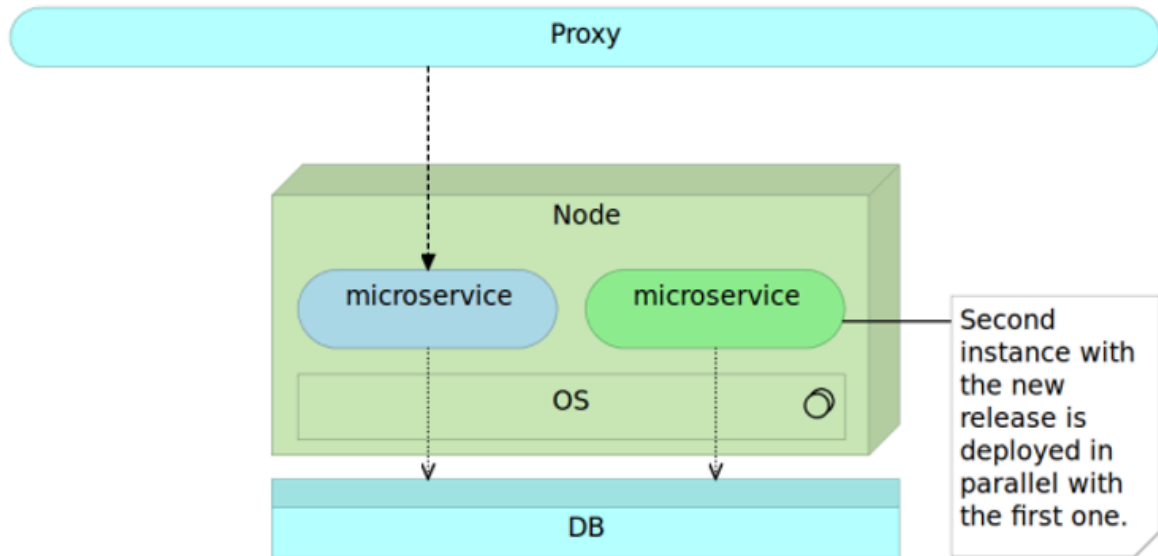 Proxy
Node
microservice
microservice
OS
DB
Second
instance with
the new
release is
deployed in
parallel with
the first one.